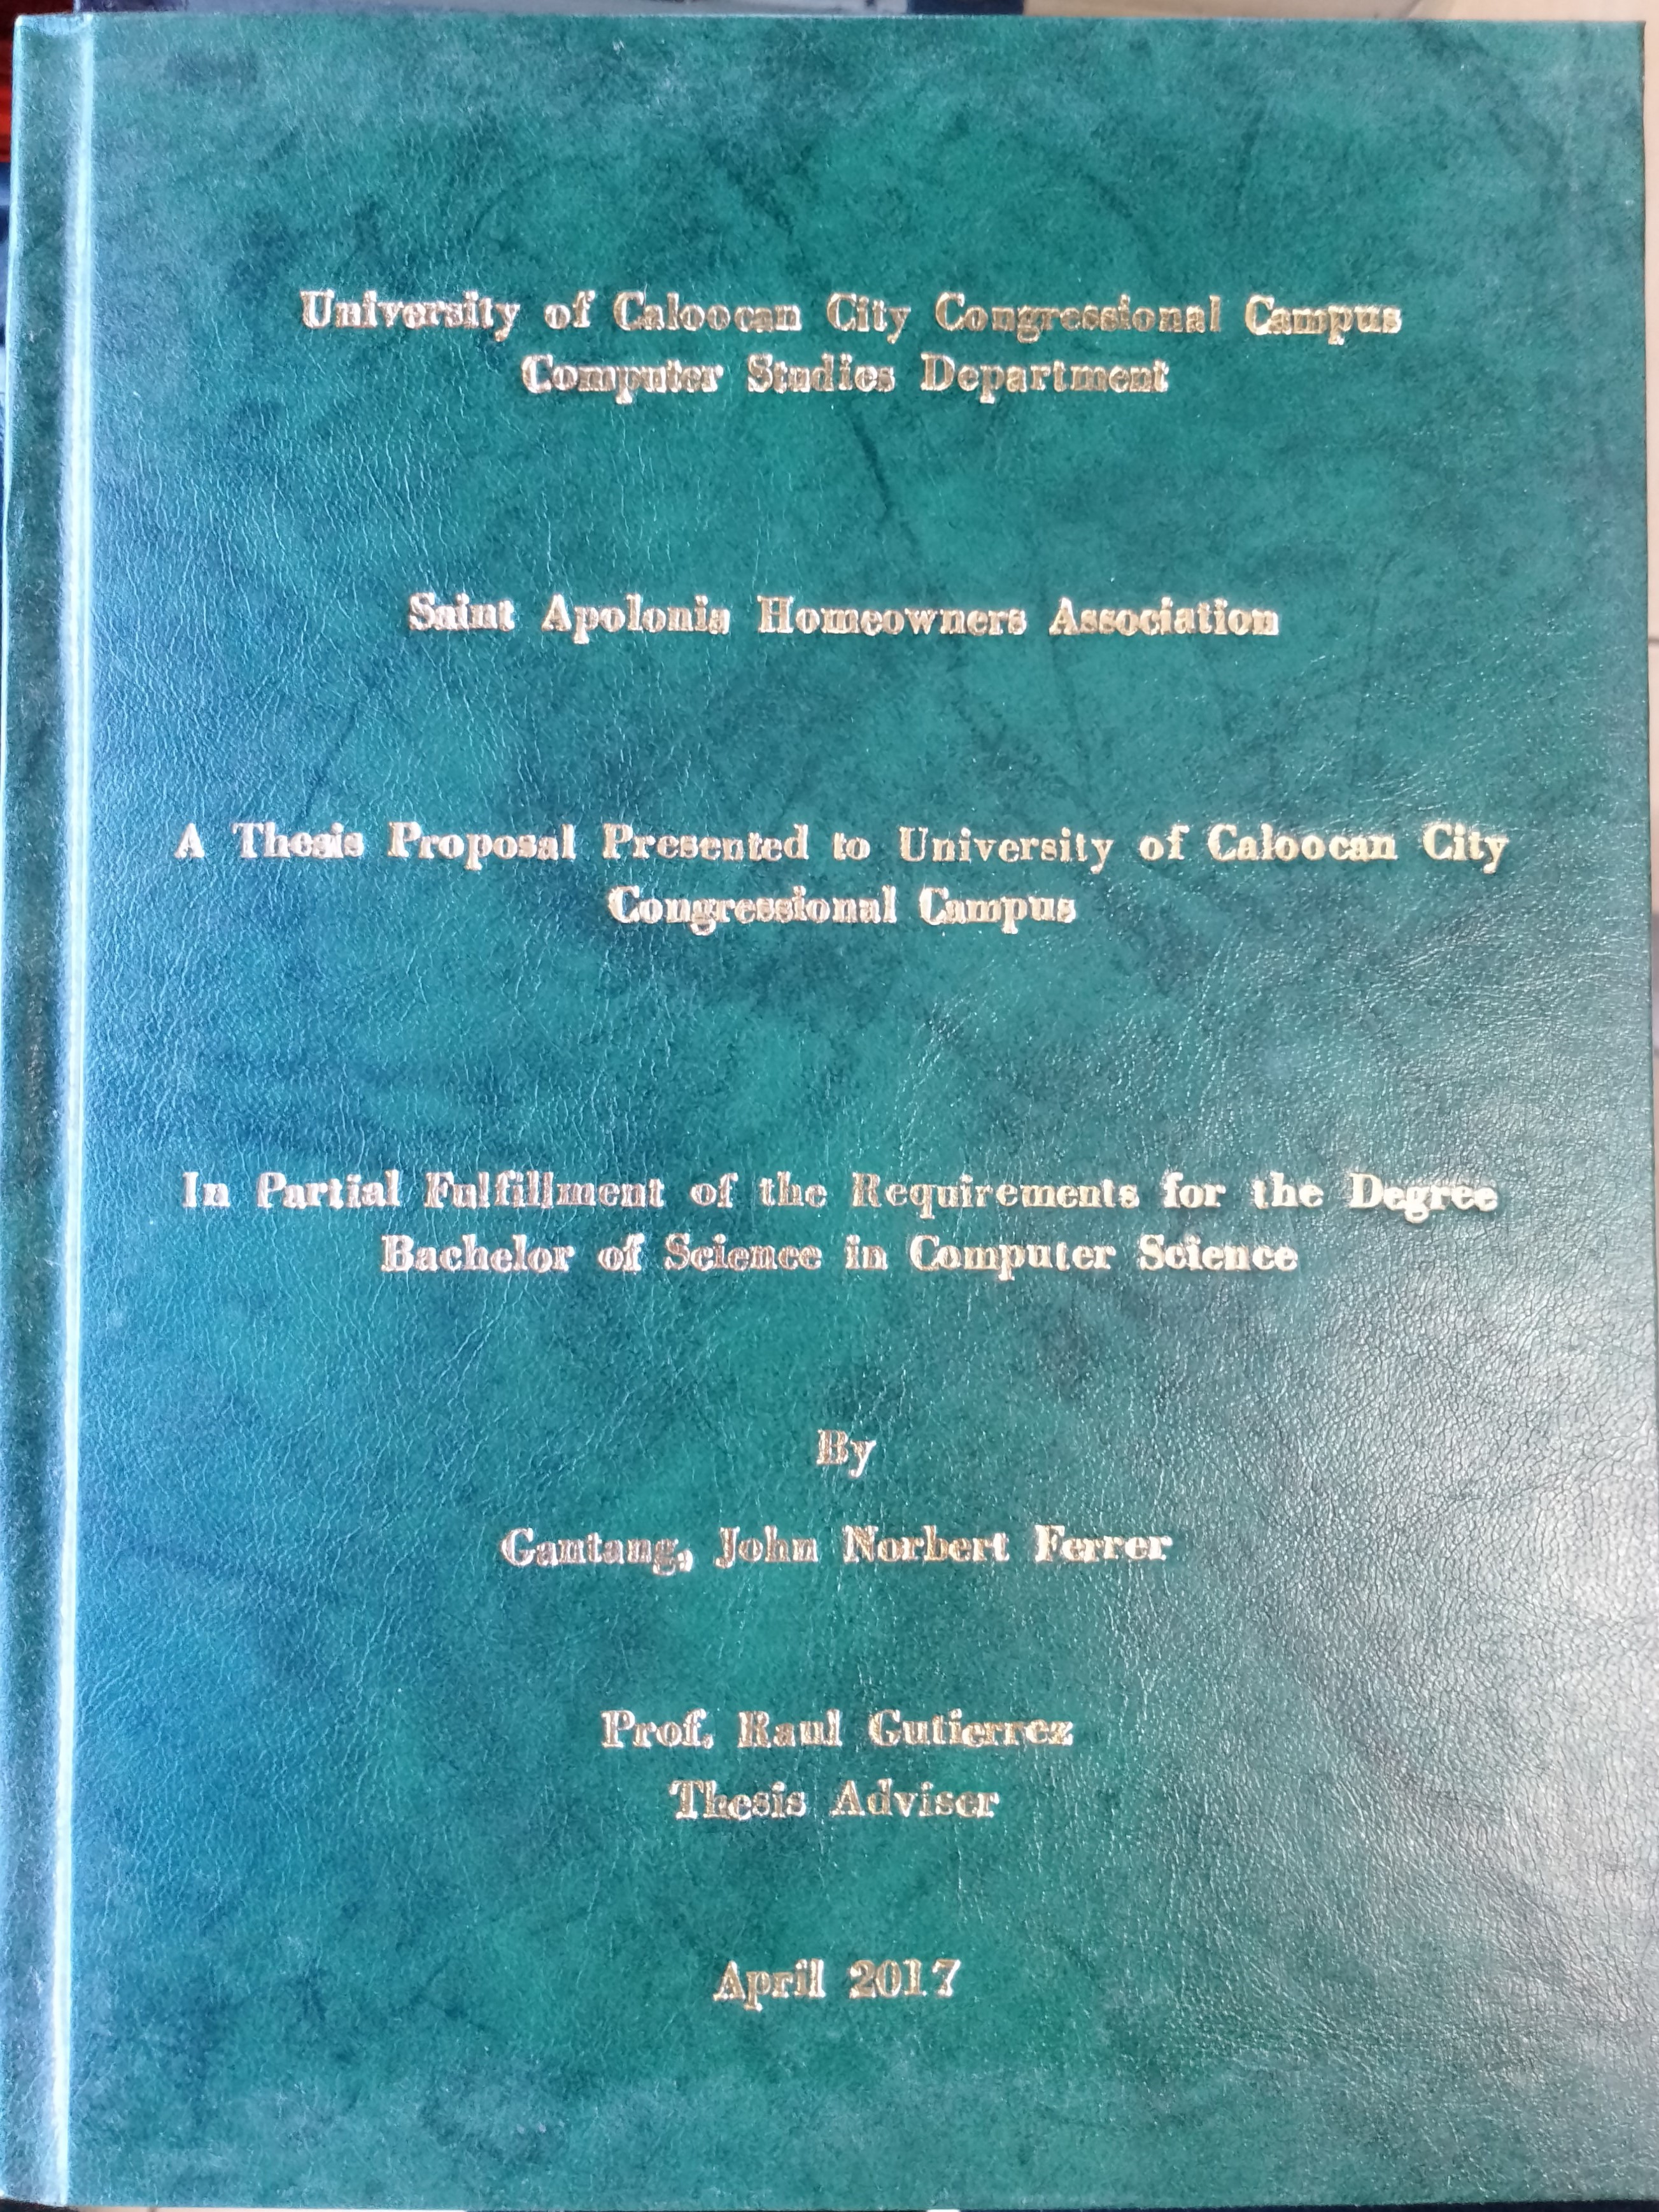 University of Caloocan City Congressional Campus
Computer Studies Department
Saint Apolonia Homeowners Association
A Thesis Proposal Presented to University of Caloocan City
Congressional Campus
In Partial Fulfillment of the Requirements for the Degree
Bachelor of Science in Computer Science
By
Gantang, John Norbert Ferrer
Prof. Raul Gutierrez
Thesis Adviser
April 2017